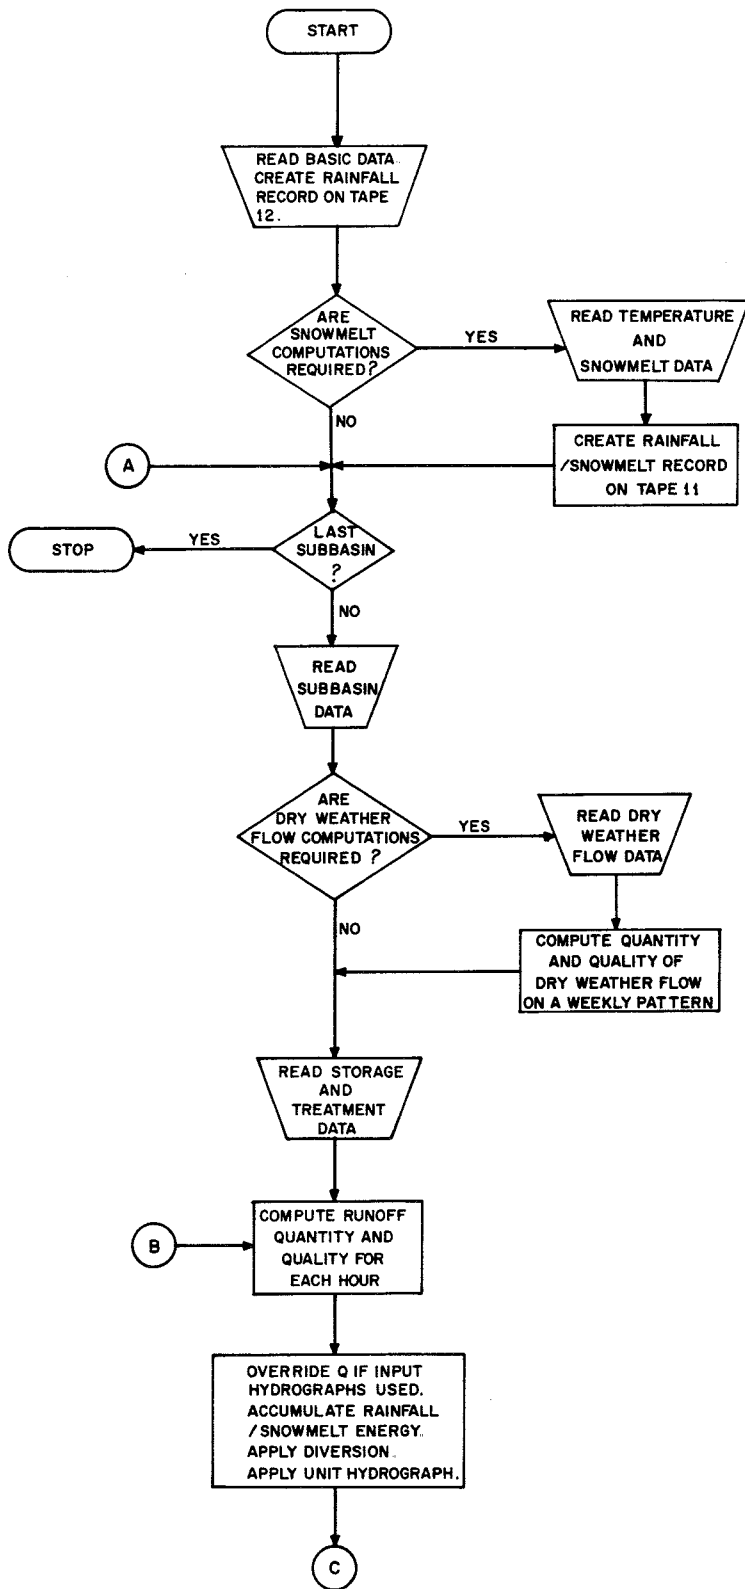 START
READ BASIC DATA
CREATE RAINFALL
RECORD ON TAPE
12.
ARE
SNOWMELT
COMPUTATIONS
REQUIRED?
YES
READ TEMPERATURE
AND
SNOWMELT DATA
NO
CREATE RAINFALL
/SNOWMELT RECORD
ON TAPE 11
A
LAST
SUBBASIN
?
YES
STOP
NO
READ
SUBBASIN
DATA
ARE
DRY WEATHER
FLOW COMPUTATIONS
REQUIRED ?
YES
READ DRY
WEATHER
FLOW DATA
NO
COMPUTE QUANTITY
AND QUALITY OF
DRY WEATHER FLOW
ON A WEEKLY PATTERN
READ STORAGE
AND
TREATMENT
DATA
B
COMPUTE RUNOFF
QUANTITY AND
QUALITY FOR
EACH HOUR
OVERRIDE Q IF INPUT
HYDROGRAPHS USED.
ACCUMULATE RAINFALL
/SNOWMELT ENERGY.
APPLY DIVERSION.
APPLY UNIT HYDROGRAPH.
C